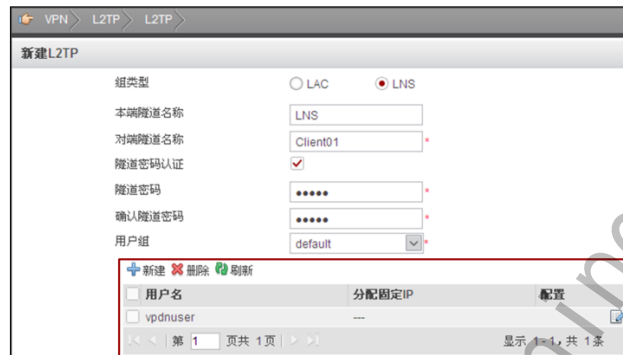 VPN L2TP L2TP
新建L2TP
组类型 LAC LNS
本端隧道名称 LNS
对端隧道名称 Client01 *
隧道密码认证
隧道密码 ●●●●● *
确认隧道密码 ●●●●● *
用户组 default *
新建 删除 刷新
用户名 分配固定IP 配置
vpdnuser ---
第 1 页共 1页 显示 1-1，共 1条